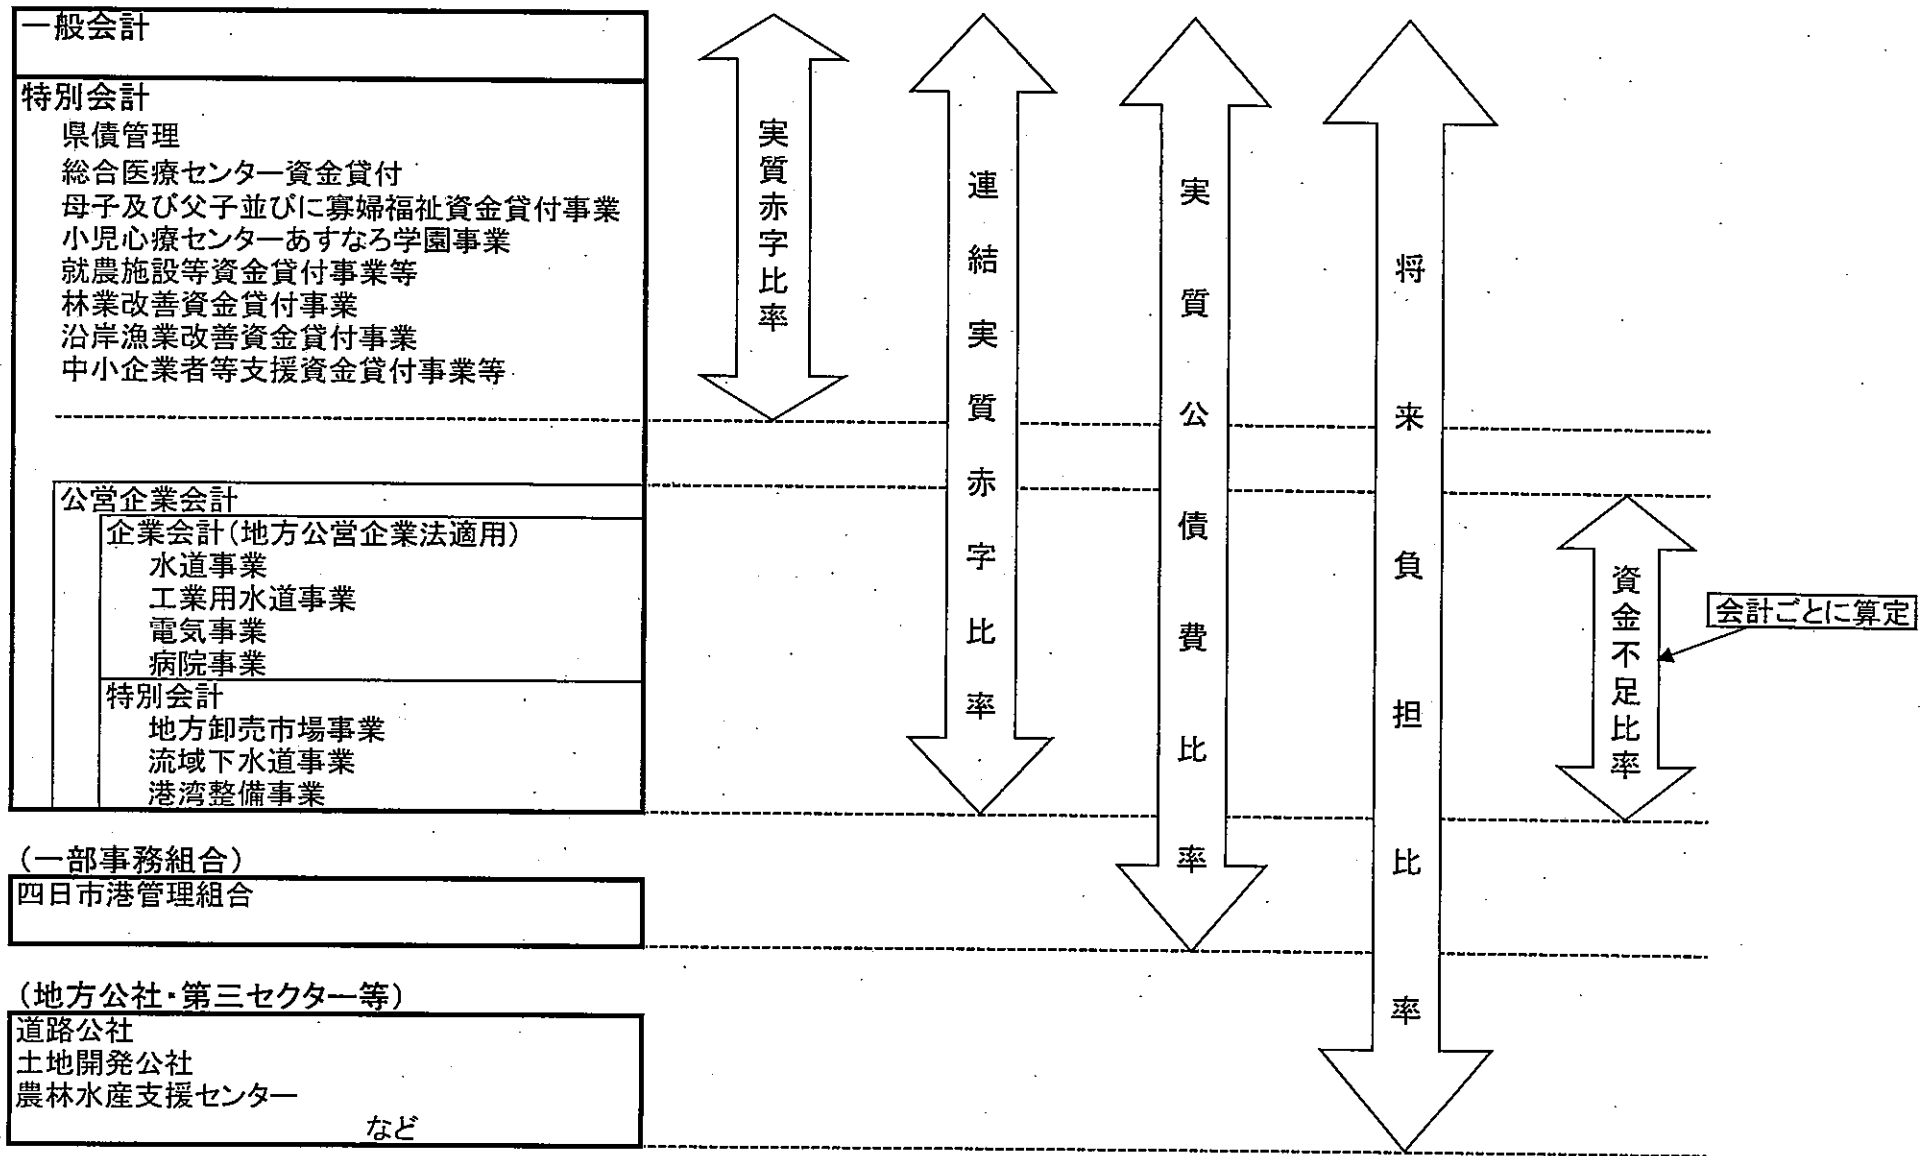 一般会計
特別会計
県債管理
総合医療センター資金貸付
母子及び父子並びに寡婦福祉資金貸付事業
小児心療センターあすなろ学園事業
就農施設等資金貸付事業等
林業改善資金貸付事業
沿岸漁業改善資金貸付事業
中小企業者等支援資金貸付事業等
公営企業会計
企業会計(地方公営企業法適用)
水道事業
工業用水道事業
電気事業
病院事業
特別会計
地方卸売市場事業
流域下水道事業
港湾整備事業
(一部事務組合)
四日市港管理組合
(地方公社・第三セクター等)
道路公社
土地開発公社
農林水産支援センター
など
実質赤字比率
連結実質赤字比率
実質公債費比率
将来負担比率
資金不足比率
会計ごとに算定